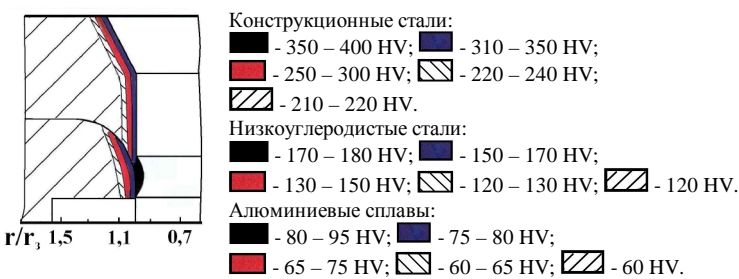 Конструкционные стали:
- 350 – 400 HV; - 310 – 350 HV;
- 250 – 300 HV; - 220 – 240 HV;
- 210 – 220 HV.
Низкоуглеродистые стали:
- 170 – 180 HV; - 150 – 170 HV;
- 130 – 150 HV; - 120 – 130 HV; - 120 HV.
Алюминиевые сплавы:
- 80 – 95 HV; - 75 – 80 HV;
- 65 – 75 HV; - 60 – 65 HV; - 60 HV.
r/rз 1,5 1,1 0,7